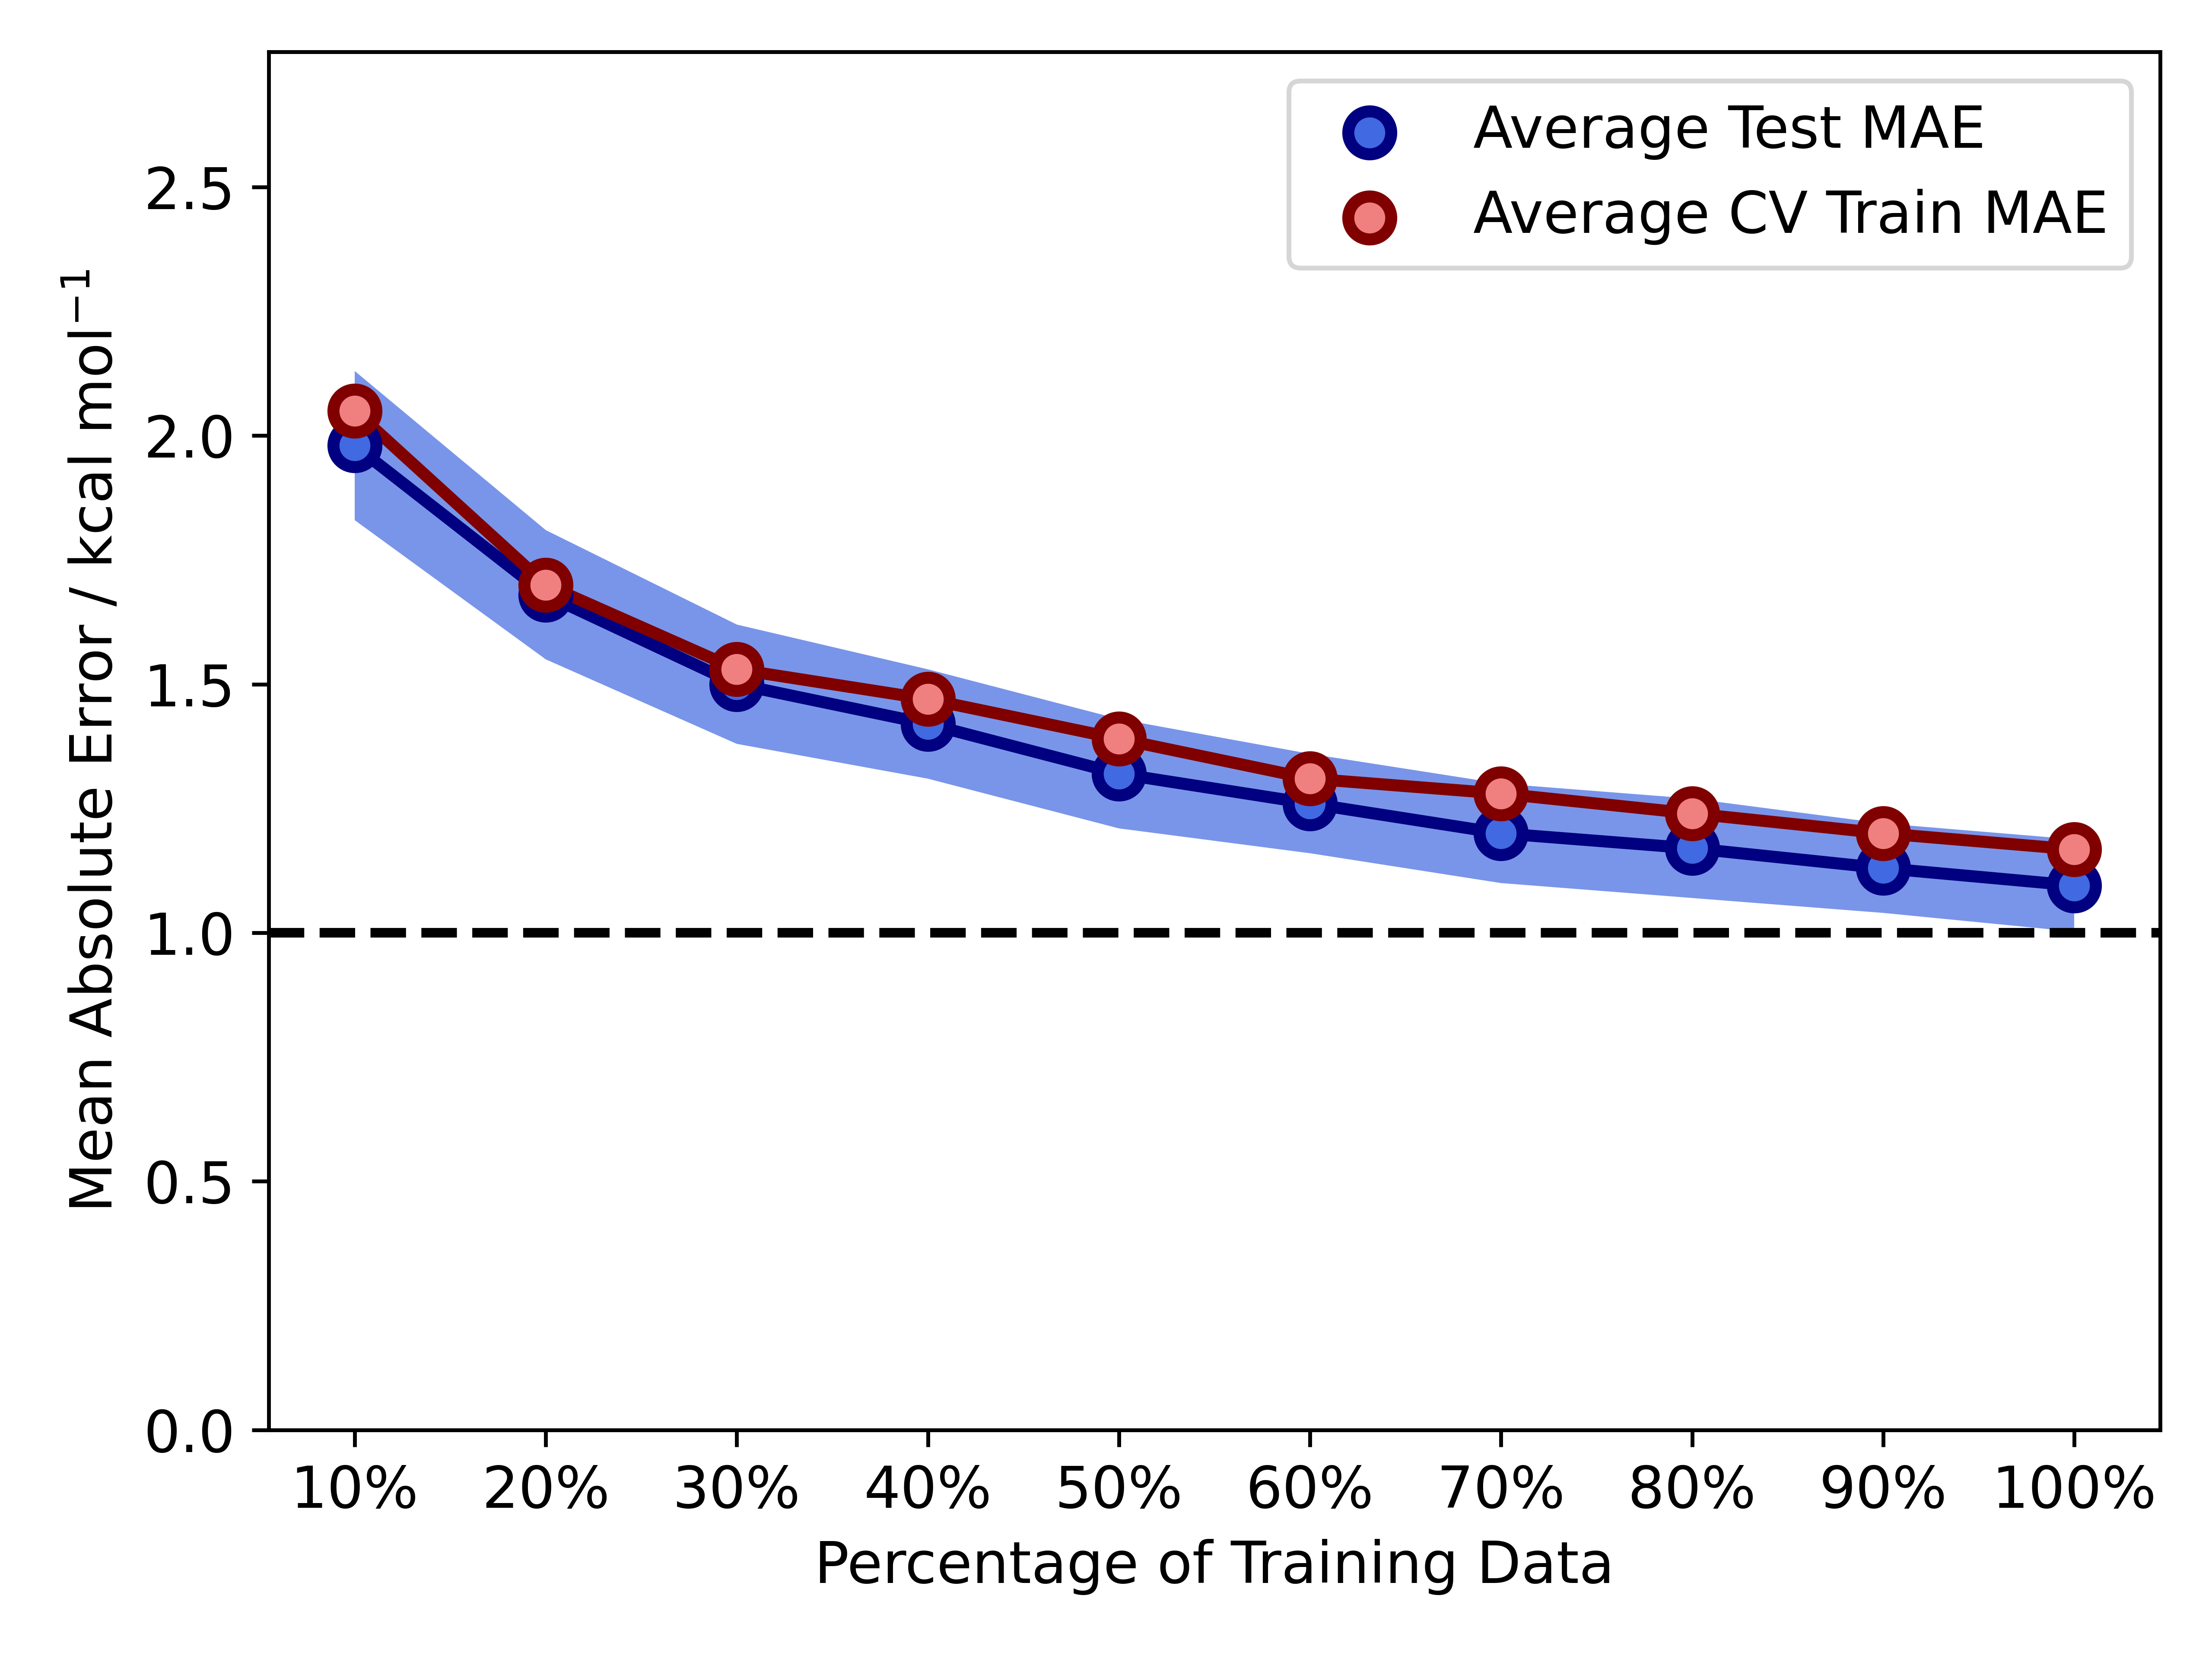 Average Test MAE
Average CV Train MAE
Mean Absolute Error / kcal mol⁻¹
2.5
2.0
1.5
1.0
0.5
0.0
10% 20% 30% 40% 50% 60% 70% 80% 90% 100%
Percentage of Training Data